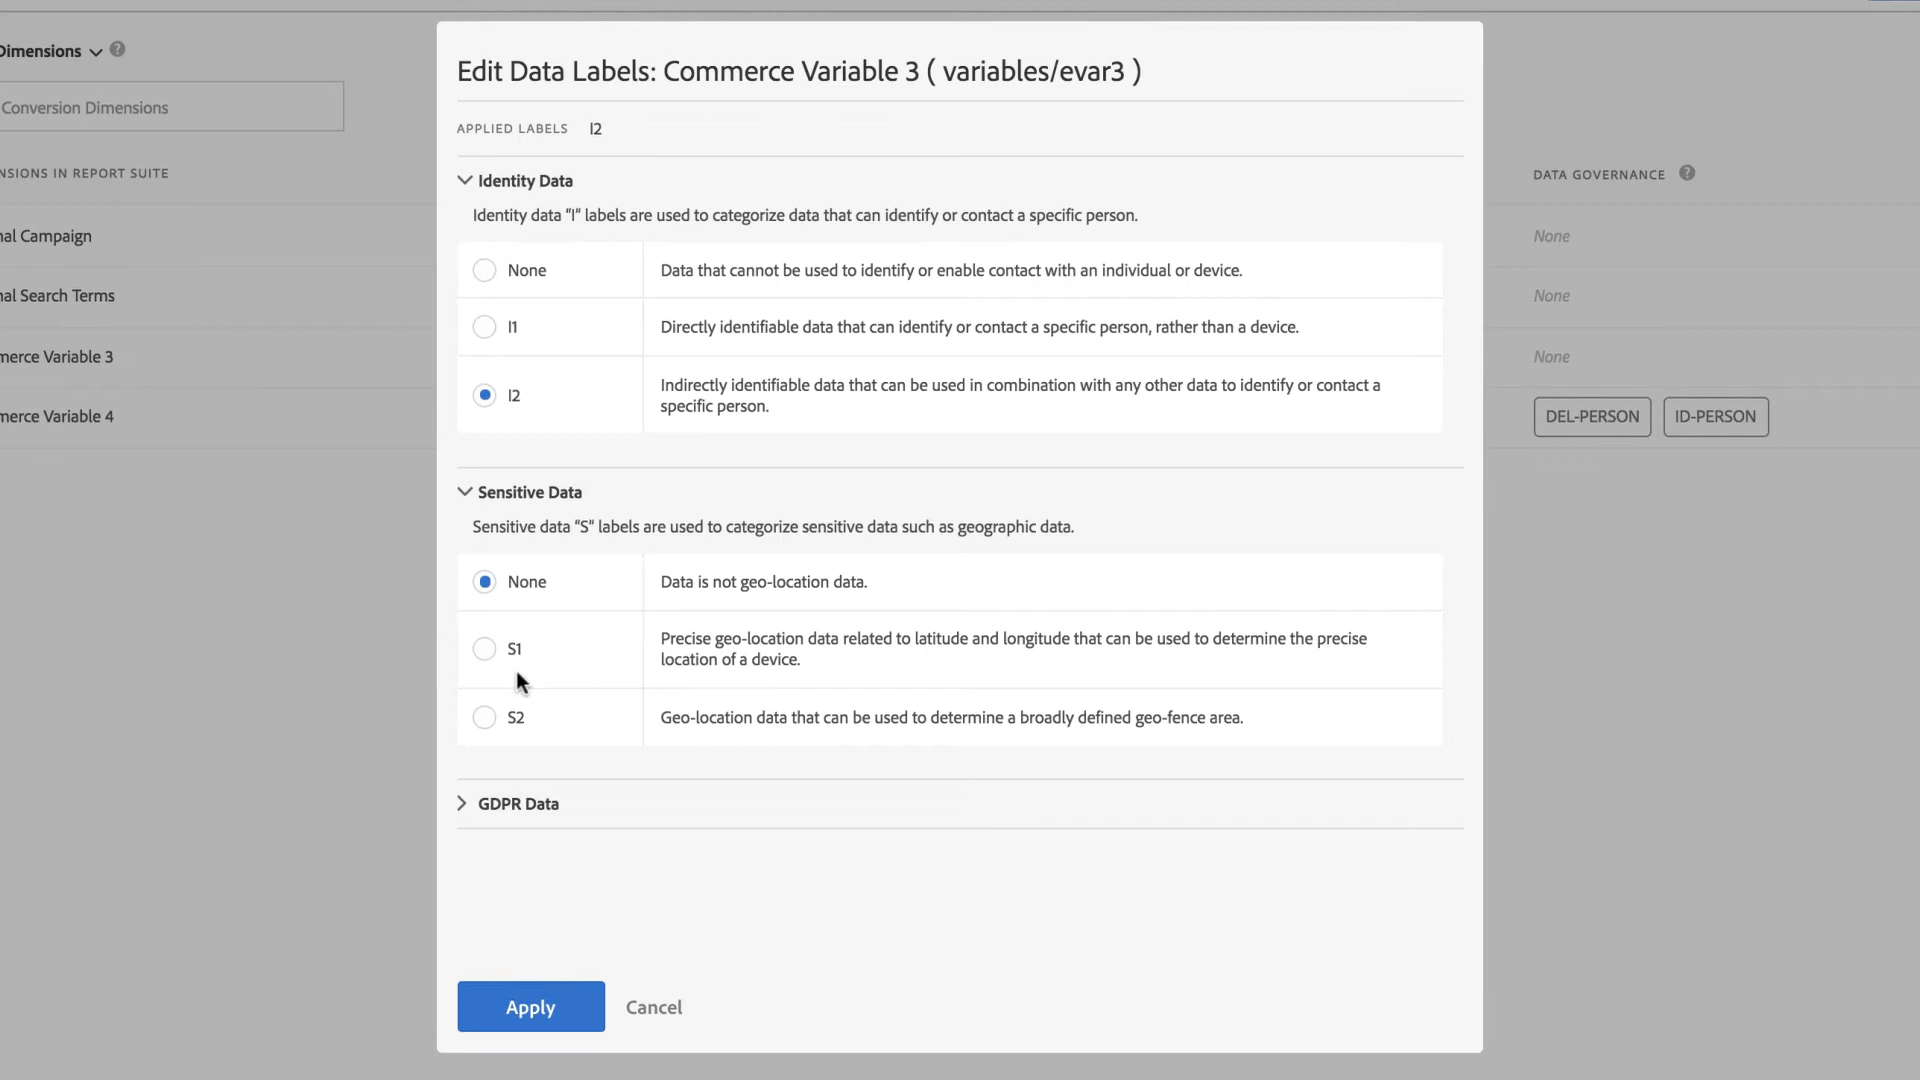 Edit Data Labels: Commerce Variable 3 ( variables/evar3 )
Dimensions
Conversion Dimensions
NSIONS IN REPORT SUITE
nal Campaign
nal Search Terms
merce Variable 3
merce Variable 4
APPLIED LABELS I2
Identity Data
Identity data "I" labels are used to categorize data that can identify or contact a specific person.
None Data that cannot be used to identify or enable contact with an individual or device.
I1 Directly identifiable data that can identify or contact a specific person, rather than a device.
I2 Indirectly identifiable data that can be used in combination with any other data to identify or contact a
specific person.
Sensitive Data
Sensitive data "S" labels are used to categorize sensitive data such as geographic data.
None Data is not geo-location data.
S1 Precise geo-location data related to latitude and longitude that can be used to determine the precise
location of a device.
S2 Geo-location data that can be used to determine a broadly defined geo-fence area.
GDPR Data
Apply Cancel
DATA GOVERNANCE ?
None
None
None
DEL-PERSON ID-PERSON